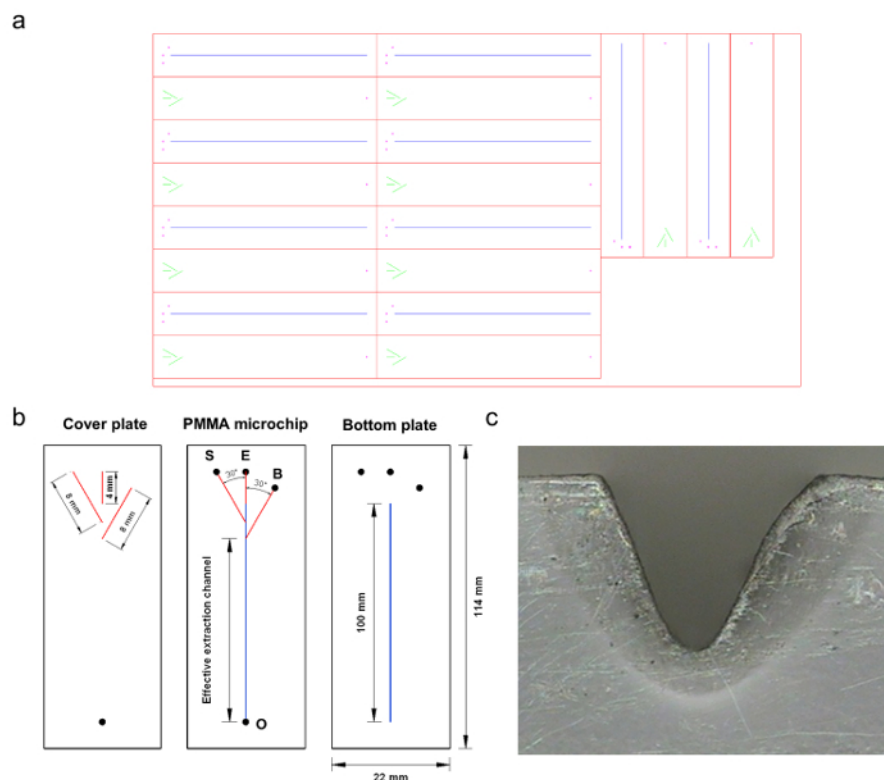 a
b
Cover plate
PMMA microchip
Bottom plate
c
S
E
B
30°
30°
4 mm
8 mm
8 mm
Effective extraction channel
100 mm
114 mm
O
22 mm